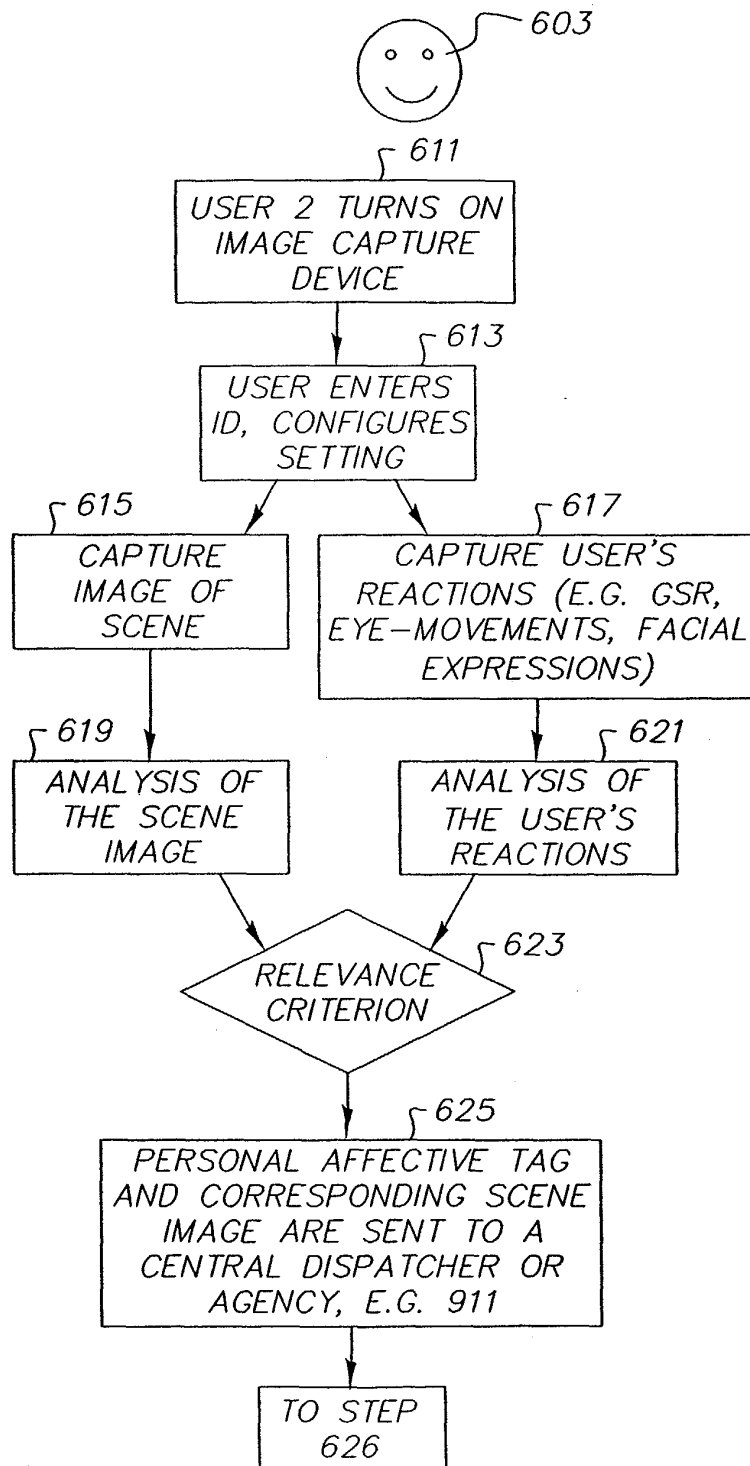 603
611
USER 2 TURNS ON
IMAGE CAPTURE
DEVICE
613
USER ENTERS
ID, CONFIGURES
SETTING
615
CAPTURE
IMAGE OF
SCENE
617
CAPTURE USER'S
REACTIONS (E.G. GSR,
EYE-MOVEMENTS, FACIAL
EXPRESSIONS)
619
ANALYSIS OF
THE SCENE
IMAGE
621
ANALYSIS OF
THE USER'S
REACTIONS
623
RELEVANCE
CRITERION
625
PERSONAL AFFECTIVE TAG
AND CORRESPONDING SCENE
IMAGE ARE SENT TO A
CENTRAL DISPATCHER OR
AGENCY, E.G. 911
TO STEP
626